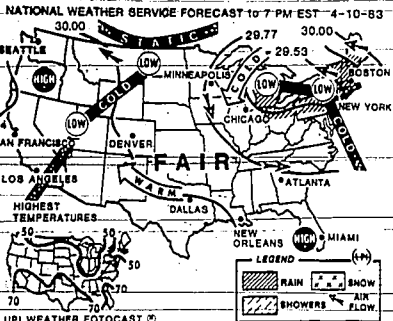 NATIONAL WEATHER SERVICE FORECAST to 7 PM EST 4-10-83
30.00
SEATTLE
STATIC
29.77
30.00
29.53
COLD
HIGH
LOW
MINNEAPOLIS
LOW
LOW
BOSTON
COLD
NEW YORK
LOW
CHICAGO
COLD
SAN FRANCISCO
DENVER
FAIR
LOS ANGELES
WARM
ATLANTA
HIGHEST
TEMPERATURES
DALLAS
NEW
ORLEANS
HIGH
MIAMI
50
50
50
70
70
70
LEGEND
RAIN
SNOW
SHOWERS
AIR
FLOW
UPI WEATHER FOTOCAST ®